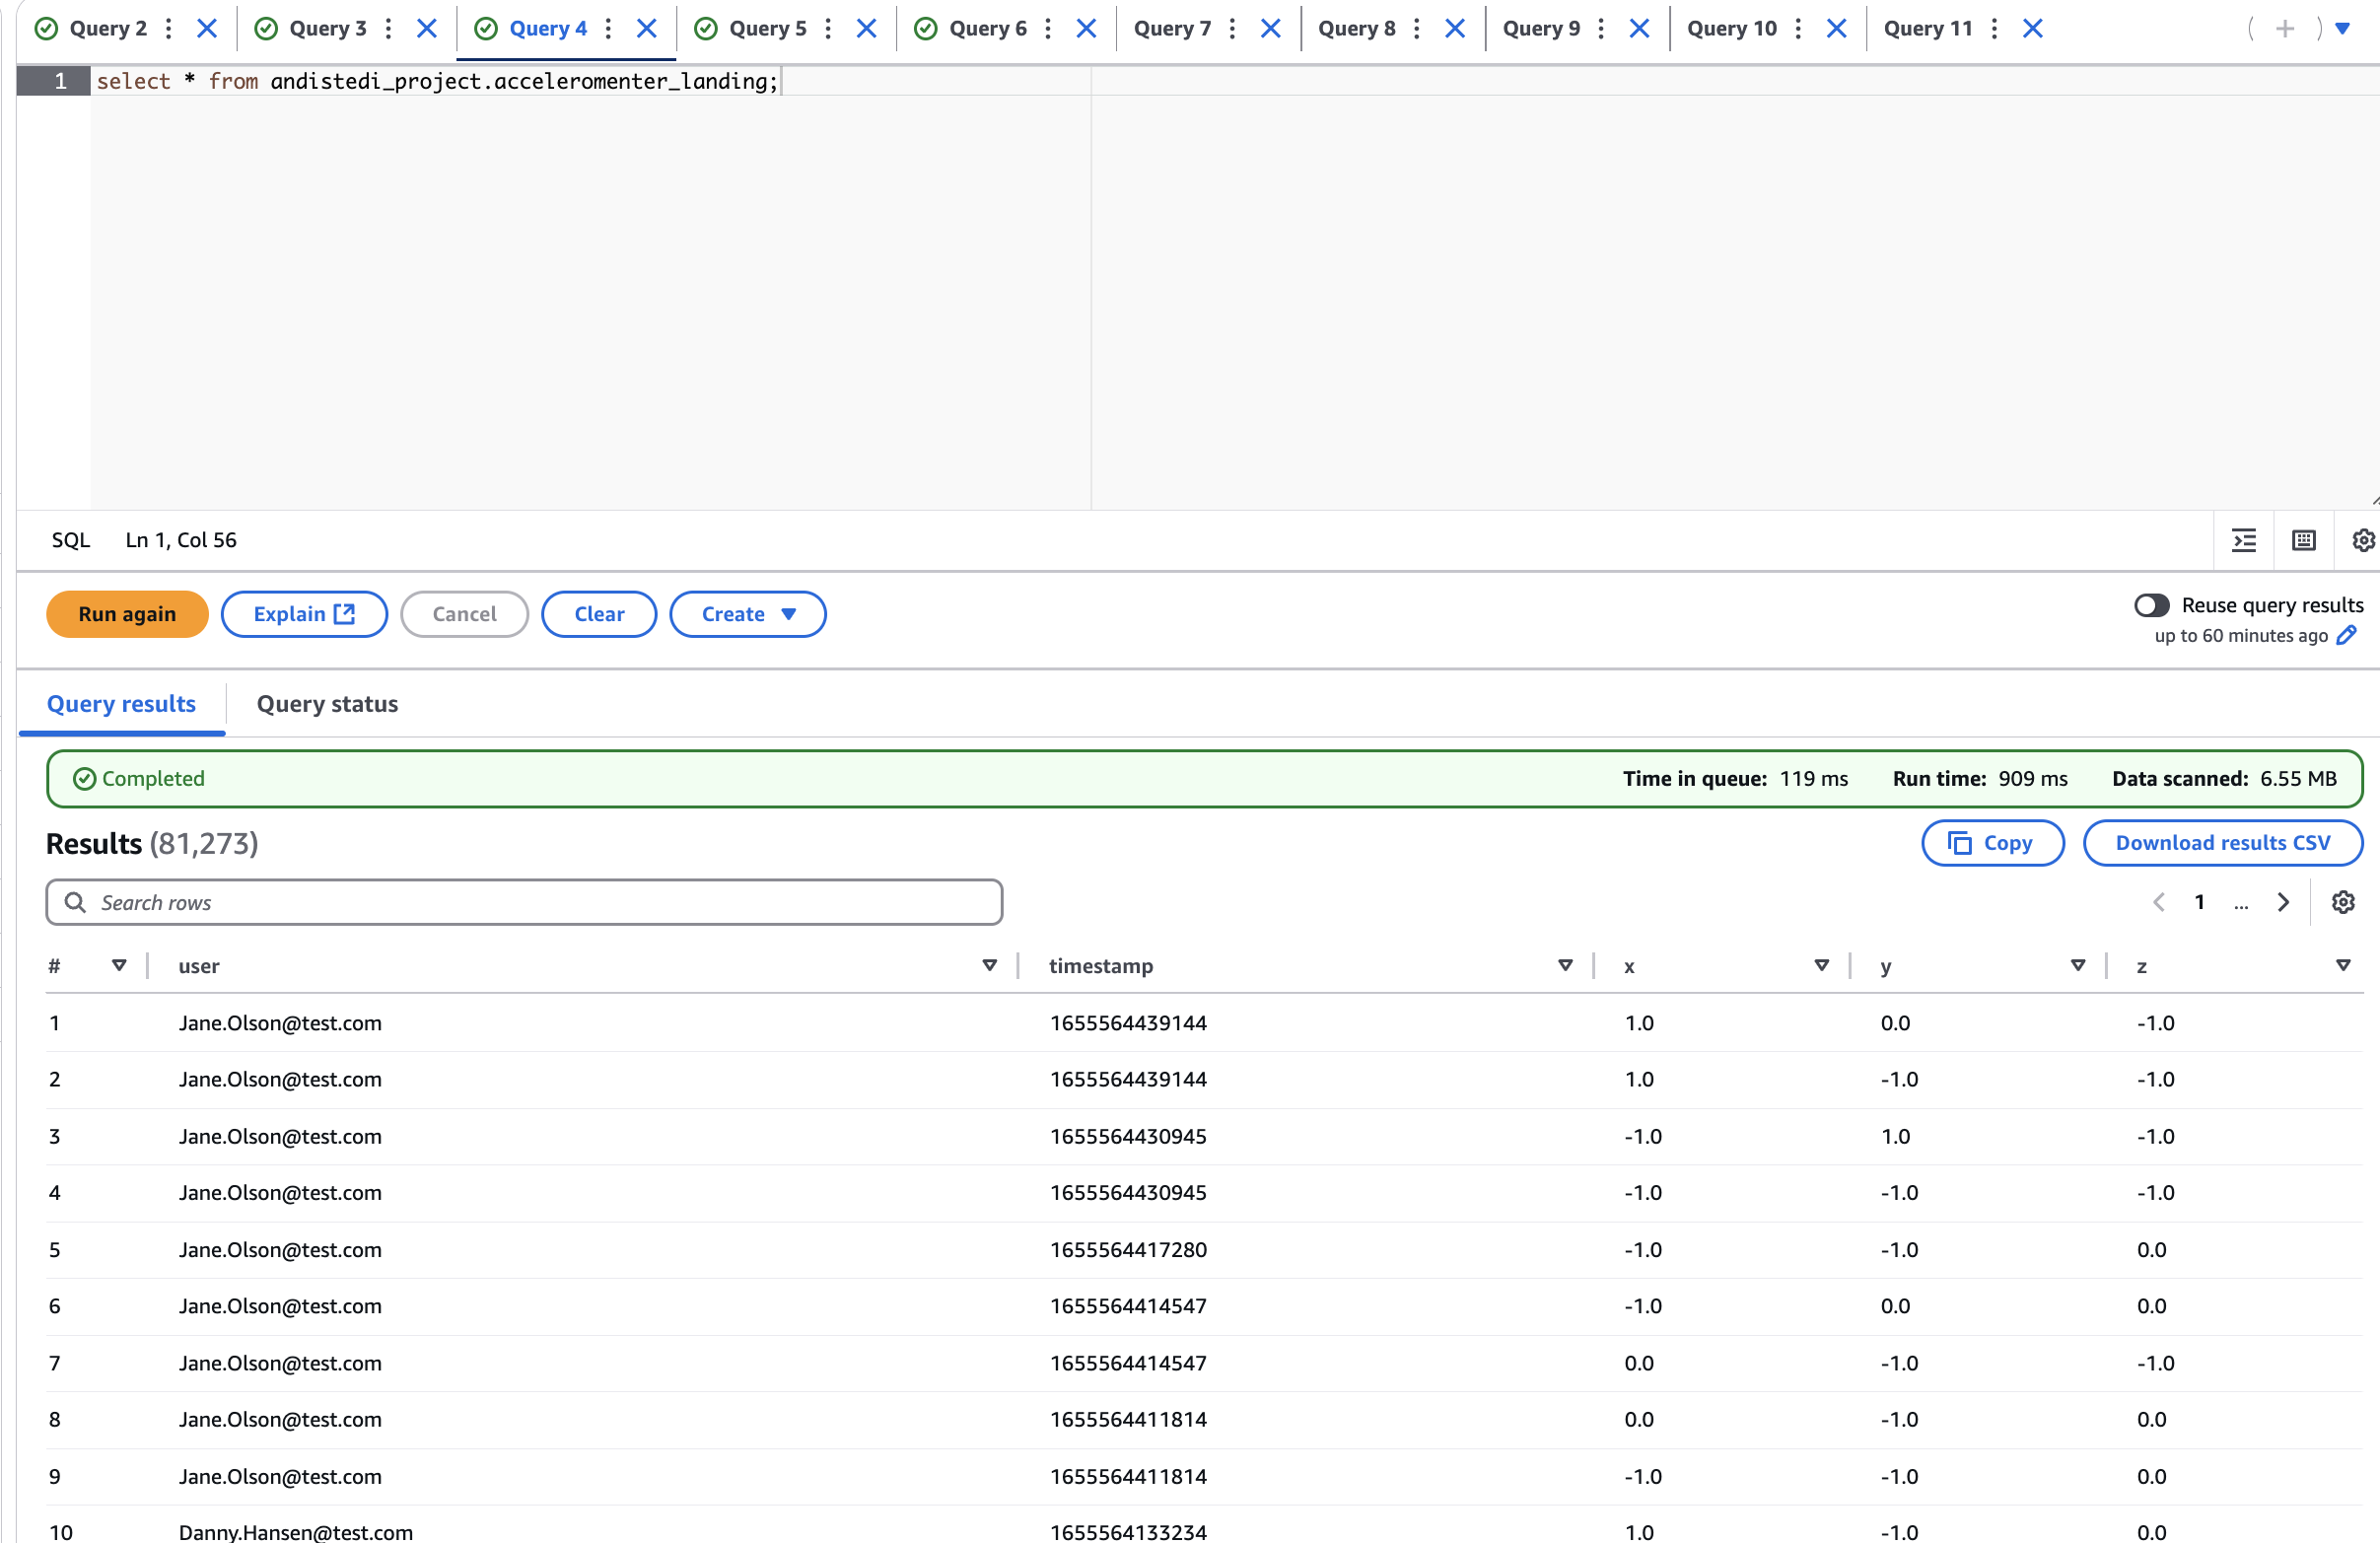 Query 2 Query 3 Query 4 Query 5 Query 6 Query 7 Query 8 Query 9 Query 10 Query 11
1 select * from andistedi_project.acceleromenter_landing;
SQL Ln 1, Col 56
Run again Explain Cancel Clear Create Reuse query results
up to 60 minutes ago
Query results Query status
Completed Time in queue: 119 ms Run time: 909 ms Data scanned: 6.55 MB
Results (81,273) Copy Download results CSV
Search rows 1 ...
# user timestamp x y z
1 Jane.Olson@test.com 1655564439144 1.0 0.0 -1.0
2 Jane.Olson@test.com 1655564439144 1.0 -1.0 -1.0
3 Jane.Olson@test.com 1655564430945 -1.0 1.0 -1.0
4 Jane.Olson@test.com 1655564430945 -1.0 -1.0 -1.0
5 Jane.Olson@test.com 1655564417280 -1.0 -1.0 0.0
6 Jane.Olson@test.com 1655564414547 -1.0 0.0 0.0
7 Jane.Olson@test.com 1655564414547 0.0 -1.0 -1.0
8 Jane.Olson@test.com 1655564411814 0.0 -1.0 0.0
9 Jane.Olson@test.com 1655564411814 -1.0 -1.0 0.0
10 Danny.Hansen@test.com 1655564133234 1.0 -1.0 0.0